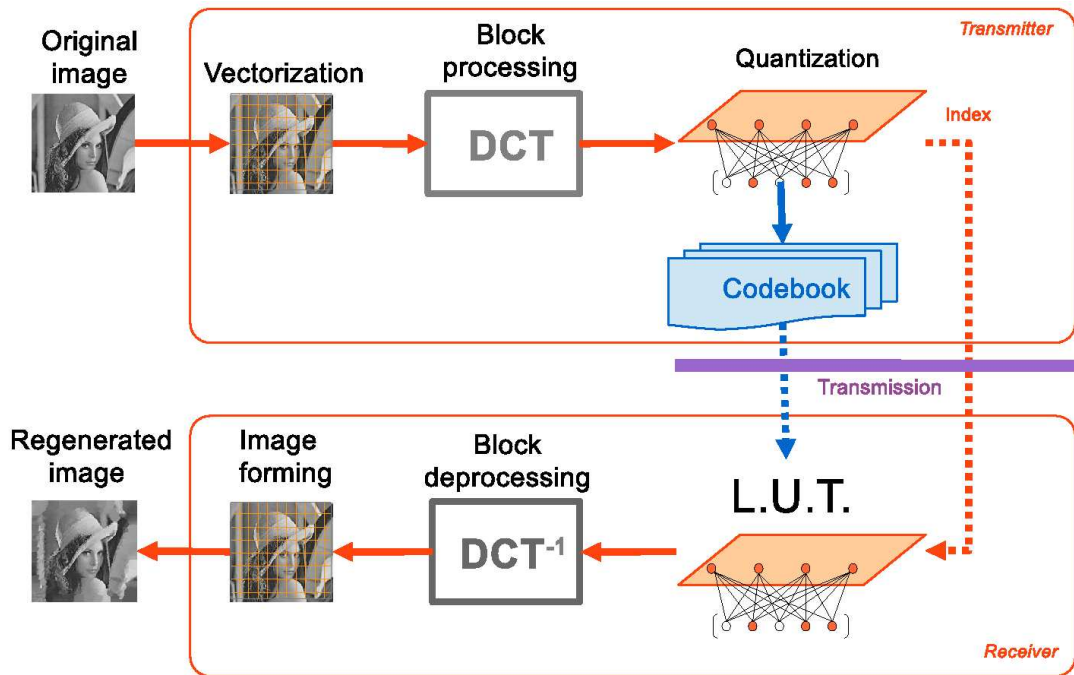 Transmitter
Original
image
Vectorization
Block
processing
Quantization
DCT
Index
Codebook
Transmission
Regenerated
image
Image
forming
Block
deprocessing
L.U.T.
DCT-1
Receiver